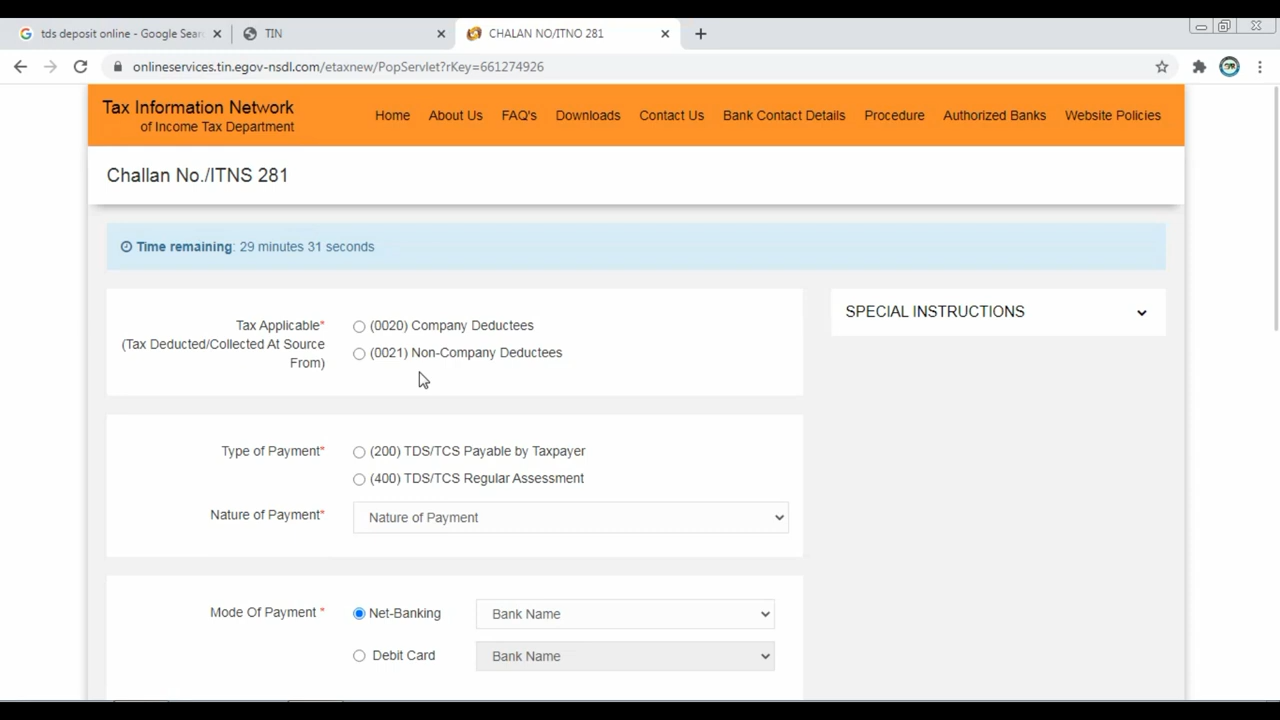 tds deposit online - Google Sear
TIN
CHALAN NO/ITNO 281
onlineservices.tin.egov-nsdl.com/etaxnew/PopServlet?rKey=661274926
Tax Information Network
of Income Tax Department
Home About Us FAQ's Downloads Contact Us Bank Contact Details Procedure Authorized Banks Website Policies
Challan No./ITNS 281
Time remaining: 29 minutes 31 seconds
Tax Applicable*
(Tax Deducted/Collected At Source
From)
(0020) Company Deductees
(0021) Non-Company Deductees
SPECIAL INSTRUCTIONS
Type of Payment*
(200) TDS/TCS Payable by Taxpayer
(400) TDS/TCS Regular Assessment
Nature of Payment*
Nature of Payment
Mode Of Payment *
Net-Banking
Bank Name
Debit Card
Bank Name